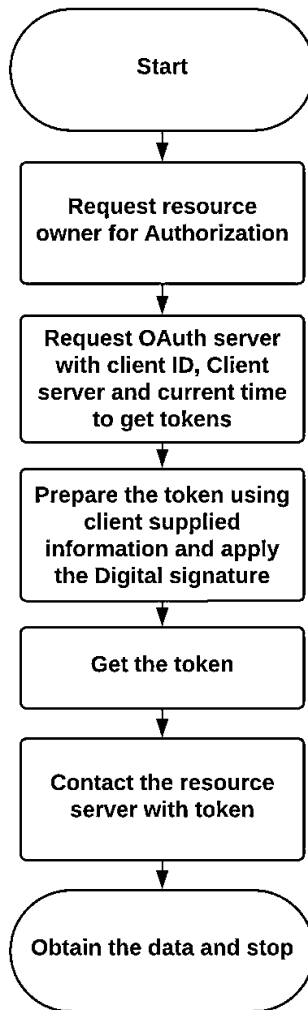 Start
Request resource
owner for Authorization
Request OAuth server
with client ID, Client
server and current time
to get tokens
Prepare the token using
client supplied
information and apply
the Digital signature
Get the token
Contact the resource
server with token
Obtain the data and stop